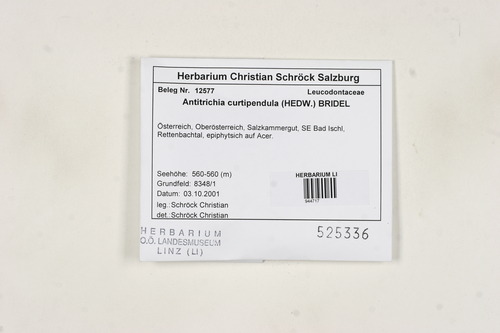 Herbarium Christian Schröck Salzburg
Beleg Nr. 12577 Leucodontaceae
Antitrichia curtipendula (HEDW.) BRIDEL
Österreich, Oberösterreich, Salzkammergut, SE Bad Ischl,
Rettenbachtal, epiphytsich auf Acer.
Seehöhe: 560-560 (m)
Grundfeld: 8348/1
Datum: 03.10.2001
leg.:Schröck Christian
det.:Schröck Christian
HERBARIUM LI
944717
HERBARIUM
O.Ö. LANDESMUSEUM
LINZ (LI)
525336